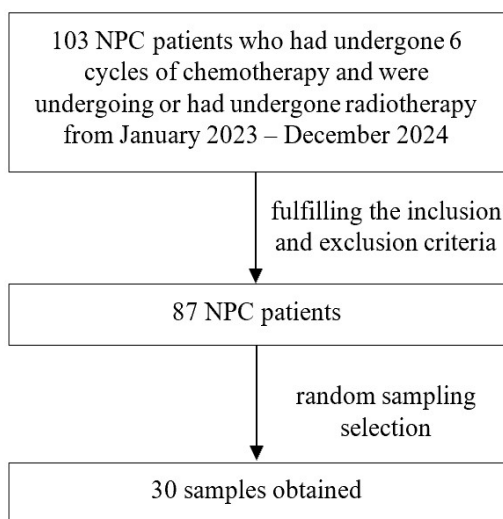 103 NPC patients who had undergone 6
cycles of chemotherapy and were
undergoing or had undergone radiotherapy
from January 2023 – December 2024
fulfilling the inclusion
and exclusion criteria
87 NPC patients
random sampling
selection
30 samples obtained